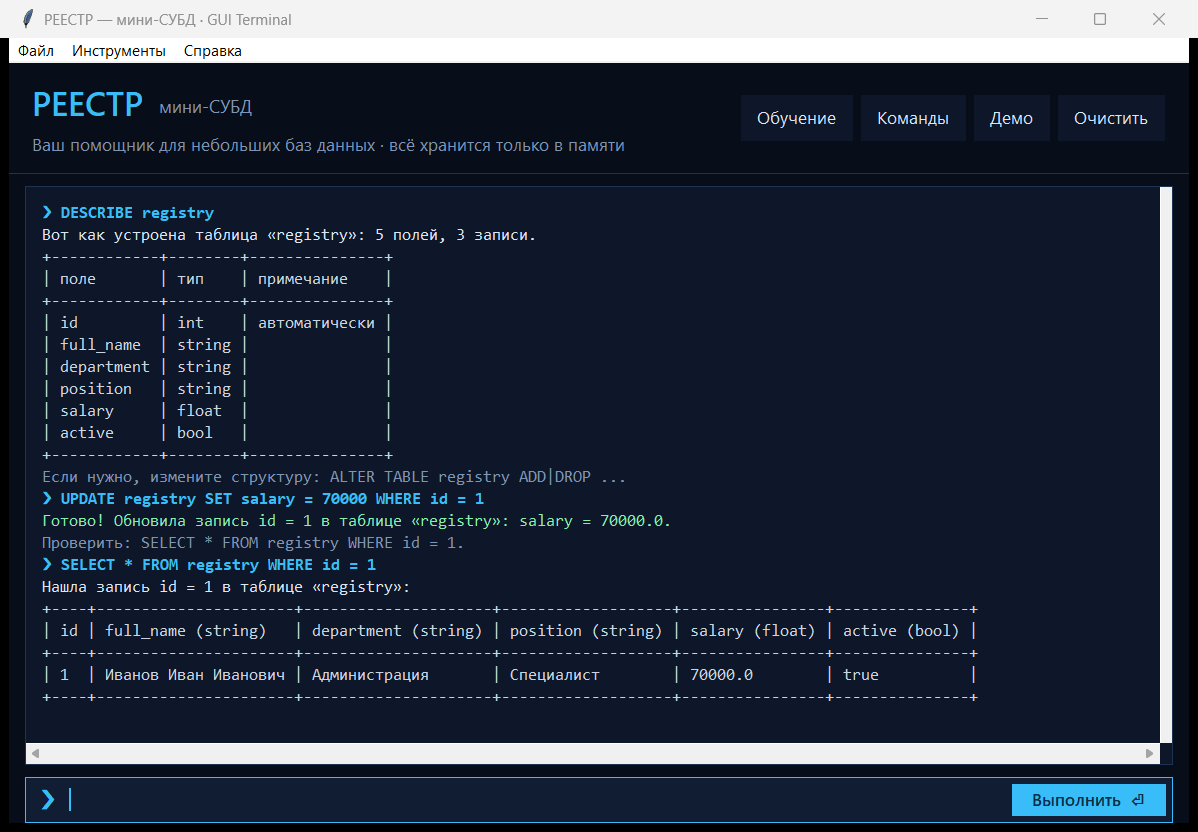 РЕЕСТР — мини-СУБД · GUI Terminal
Файл Инструменты Справка
РЕЕСТР мини-СУБД
Ваш помощник для небольших баз данных · всё хранится только в памяти
Обучение Команды Демо Очистить
❯ DESCRIBE registry
Вот как устроена таблица «registry»: 5 полей, 3 записи.
+------------+--------+---------------+
| поле       | тип    | примечание    |
+------------+--------+---------------+
| id         | int    | автоматически |
| full_name  | string |               |
| department | string |               |
| position   | string |               |
| salary     | float  |               |
| active     | bool   |               |
+------------+--------+---------------+
Если нужно, измените структуру: ALTER TABLE registry ADD|DROP ...
❯ UPDATE registry SET salary = 70000 WHERE id = 1
Готово! Обновила запись id = 1 в таблице «registry»: salary = 70000.0.
Проверить: SELECT * FROM registry WHERE id = 1.
❯ SELECT * FROM registry WHERE id = 1
Нашла запись id = 1 в таблице «registry»:
+----+----------------------+---------------------+-------------------+----------------+---------------+
| id | full_name (string)   | department (string) | position (string) | salary (float) | active (bool) |
+----+----------------------+---------------------+-------------------+----------------+---------------+
| 1  | Иванов Иван Иванович | Администрация       | Специалист        | 70000.0        | true          |
+----+----------------------+---------------------+-------------------+----------------+---------------+
❯
Выполнить ⏎